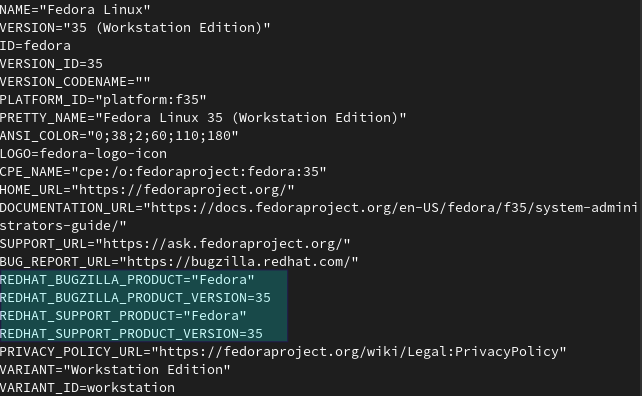 NAME="Fedora Linux"
VERSION="35 (Workstation Edition)"
ID=fedora
VERSION_ID=35
VERSION_CODENAME=""
PLATFORM_ID="platform:f35"
PRETTY_NAME="Fedora Linux 35 (Workstation Edition)"
ANSI_COLOR="0;38;2;60;110;180"
LOGO=fedora-logo-icon
CPE_NAME="cpe:/o:fedoraproject:fedora:35"
HOME_URL="https://fedoraproject.org/"
DOCUMENTATION_URL="https://docs.fedoraproject.org/en-US/fedora/f35/system-admini
strators-guide/"
SUPPORT_URL="https://ask.fedoraproject.org/"
BUG_REPORT_URL="https://bugzilla.redhat.com/"
REDHAT_BUGZILLA_PRODUCT="Fedora"
REDHAT_BUGZILLA_PRODUCT_VERSION=35
REDHAT_SUPPORT_PRODUCT="Fedora"
REDHAT_SUPPORT_PRODUCT_VERSION=35
PRIVACY_POLICY_URL="https://fedoraproject.org/wiki/Legal:PrivacyPolicy"
VARIANT="Workstation Edition"
VARIANT_ID=workstation